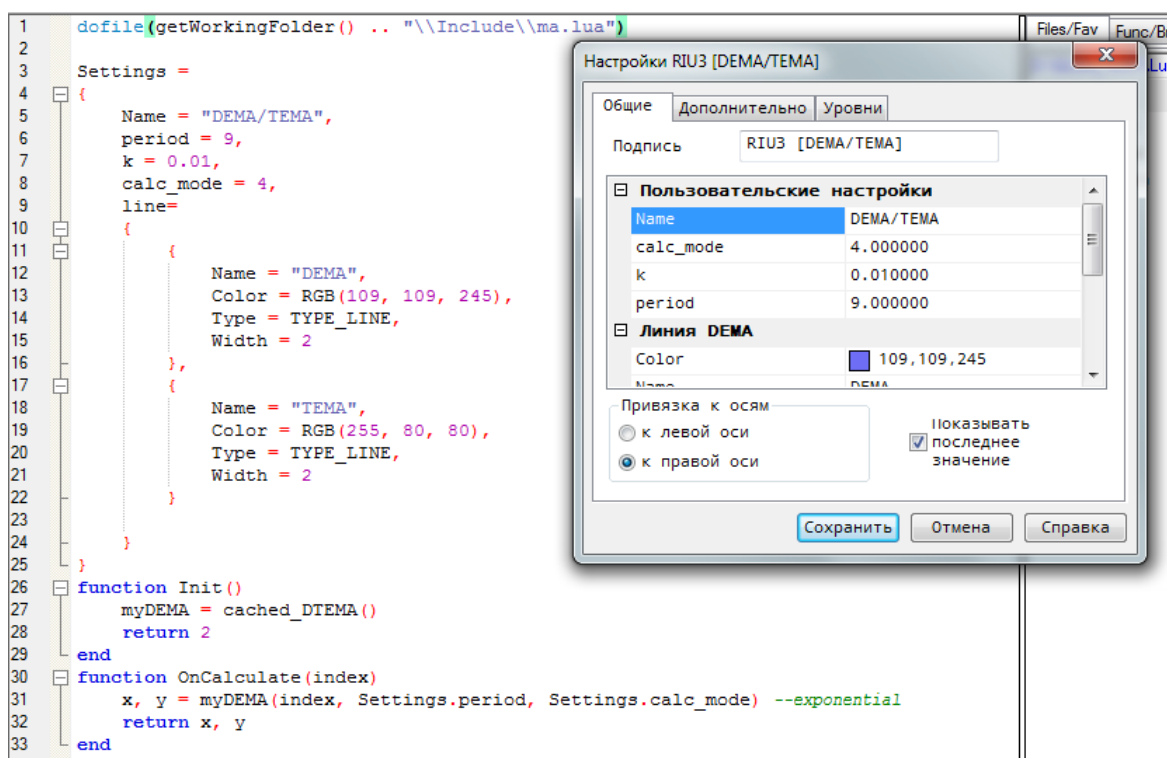 1 dofile(getWorkingFolder() .. "\\Include\\ma.lua")
2
3 Settings =
4 {
5 Name = "DEMA/TEMA",
6 period = 9,
7 k = 0.01,
8 calc_mode = 4,
9 line=
10 {
11 {
12 Name = "DEMA",
13 Color = RGB(109, 109, 245),
14 Type = TYPE_LINE,
15 Width = 2
16 },
17 {
18 Name = "TEMA",
19 Color = RGB(255, 80, 80),
20 Type = TYPE_LINE,
21 Width = 2
22 }
23
24 }
25 }
26 function Init()
27 myDEMA = cached_DTEMA()
28 return 2
29 end
30 function OnCalculate(index)
31 x, y = myDEMA(index, Settings.period, Settings.calc_mode) --exponential
32 return x, y
33 end
Files/Fav Func/B
Lu
Настройки RIU3 [DEMA/TEMA]
Общие Дополнительно Уровни
Подпись RIU3 [DEMA/TEMA]
Пользовательские настройки
Name DEMA/TEMA
calc_mode 4.000000
k 0.010000
period 9.000000
Линия DEMA
Color 109,109,245
Name DEMA
Привязка к осям
к левой оси
к правой оси
Показывать
последнее
значение
Сохранить Отмена Справка